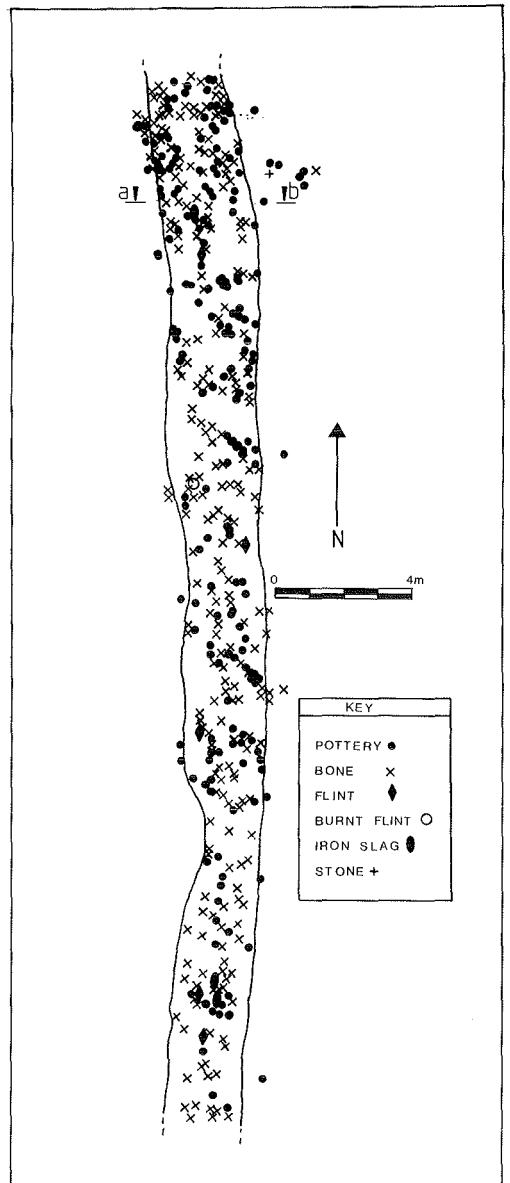 a b
N
0 4m
KEY
POTTERY
BONE
FLINT
BURNT FLINT
IRON SLAG
STONE